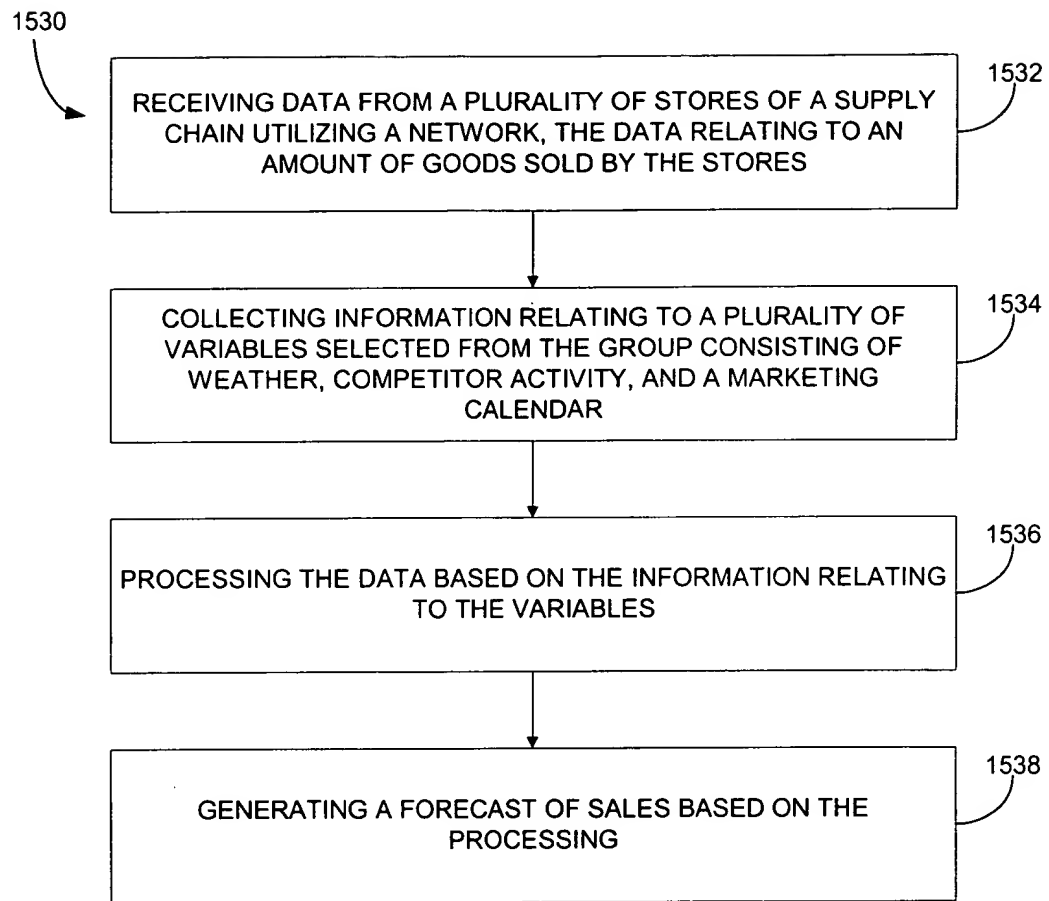 1530
1532
RECEIVING DATA FROM A PLURALITY OF STORES OF A SUPPLY
CHAIN UTILIZING A NETWORK, THE DATA RELATING TO AN
AMOUNT OF GOODS SOLD BY THE STORES
1534
COLLECTING INFORMATION RELATING TO A PLURALITY OF
VARIABLES SELECTED FROM THE GROUP CONSISTING OF
WEATHER, COMPETITOR ACTIVITY, AND A MARKETING
CALENDAR
1536
PROCESSING THE DATA BASED ON THE INFORMATION RELATING
TO THE VARIABLES
1538
GENERATING A FORECAST OF SALES BASED ON THE
PROCESSING